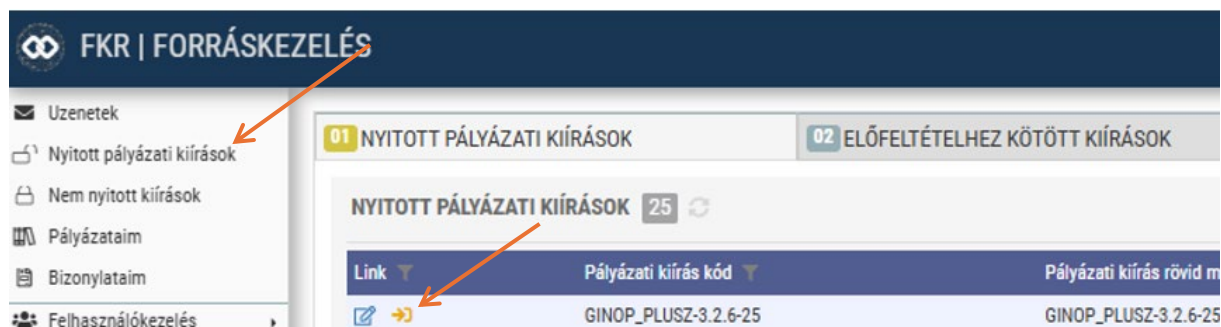 FKR | FORRÁSKEZELÉS
Uzenetek
Nyitott pályázati kiírások
Nem nyitott kiírások
Pályázataim
Bizonylataim
Felhasználókezelés
01 NYITOTT PÁLYÁZATI KIÍRÁSOK
02 ELŐFELTÉTELHEZ KÖTÖTT KIÍRÁSOK
NYITOTT PÁLYÁZATI KIÍRÁSOK 25
Link Pályázati kiírás kód Pályázati kiírás rövid m
GINOP_PLUSZ-3.2.6-25 GINOP_PLUSZ-3.2.6-25